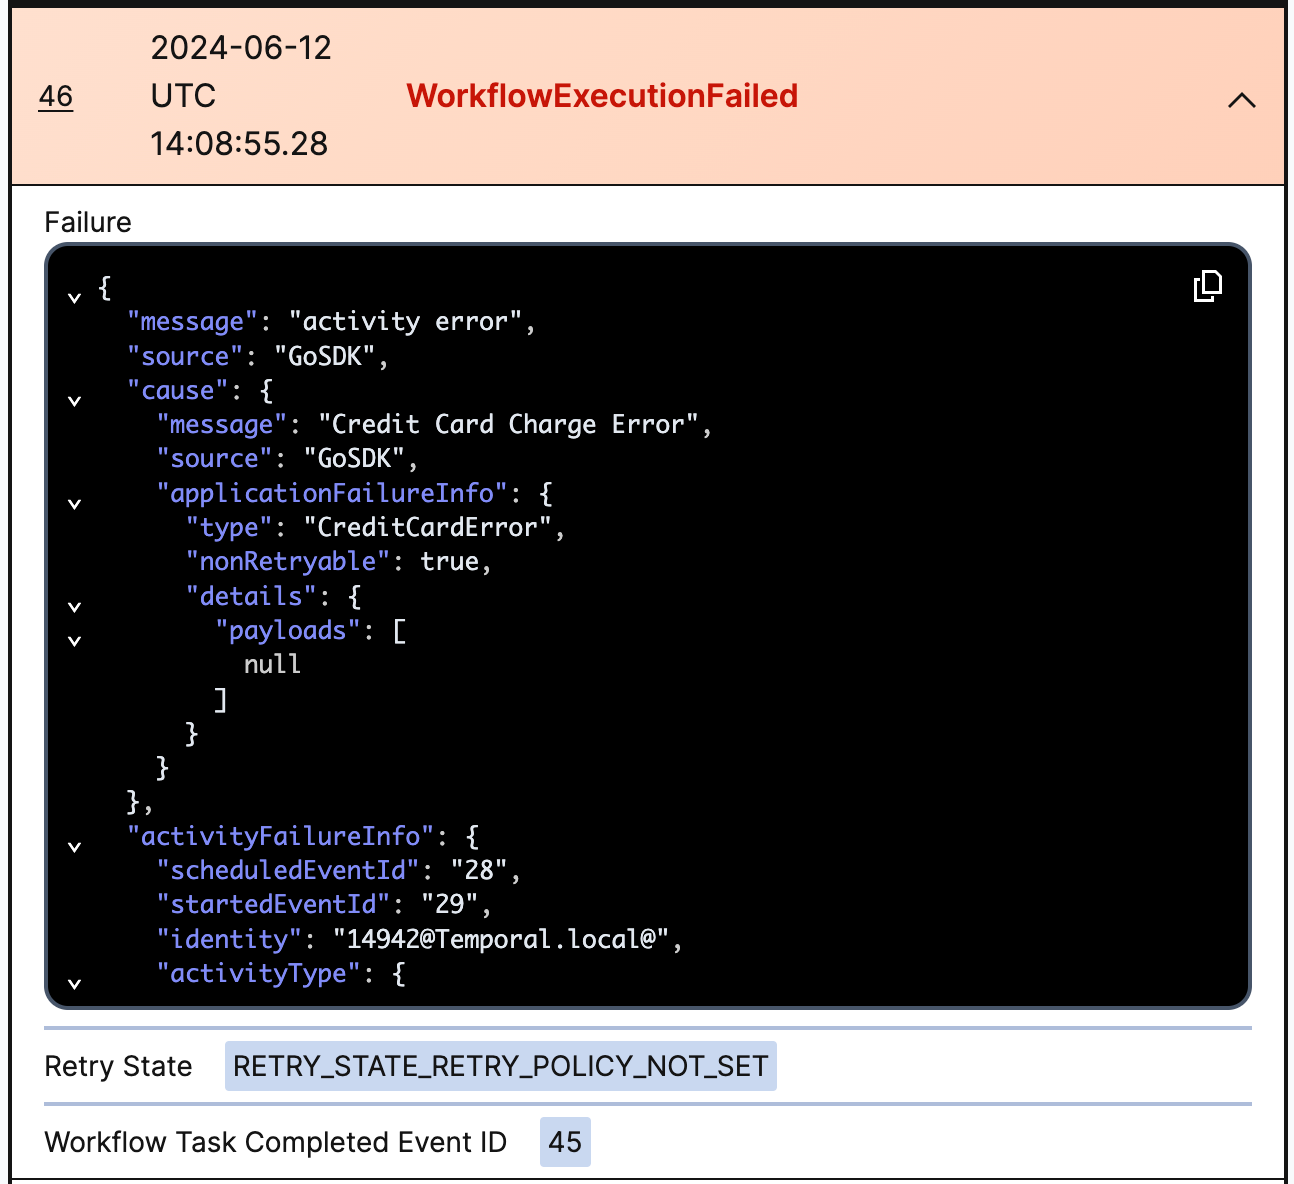 46
2024-06-12
UTC
14:08:55.28
WorkflowExecutionFailed
Failure
{
"message": "activity error",
"source": "GoSDK",
"cause": {
"message": "Credit Card Charge Error",
"source": "GoSDK",
"applicationFailureInfo": {
"type": "CreditCardError",
"nonRetryable": true,
"details": {
"payloads": [
null
]
}
}
},
"activityFailureInfo": {
"scheduledEventId": "28",
"startedEventId": "29",
"identity": "14942@Temporal.local@",
"activityType": {
Retry State RETRY_STATE_RETRY_POLICY_NOT_SET
Workflow Task Completed Event ID 45